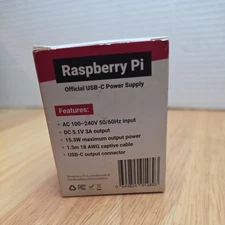 Raspberry Pi
Official USB-C Power Supply
Features:
• AC 100-240V 50/60Hz input
• DC 5.1V 3A output
• 15.3W maximum output power
• 1.5m 18 AWG captive cable
• USB-C output connector